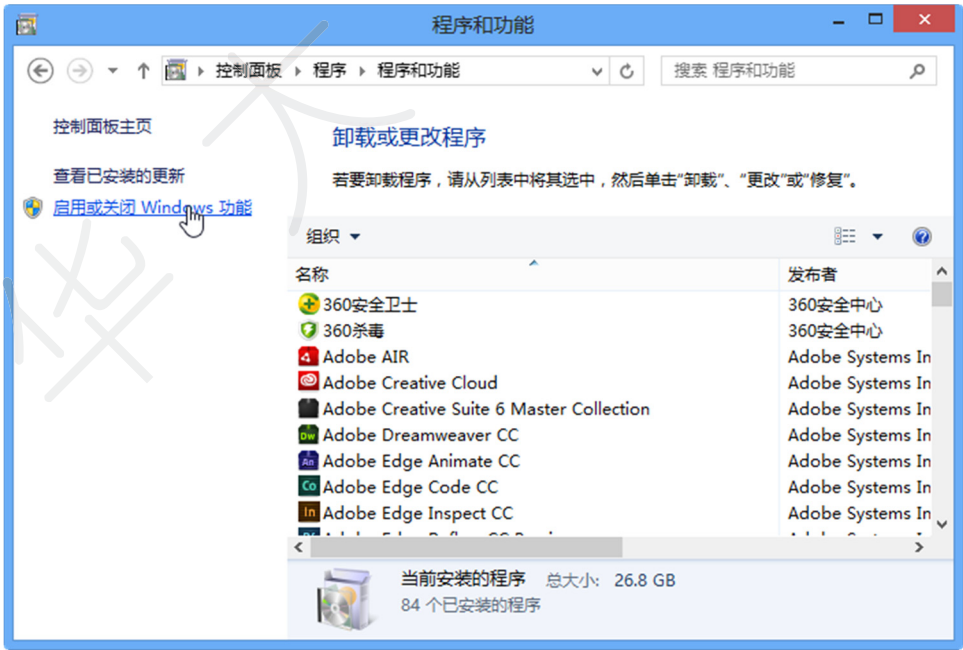 程序和功能
控制面板 程序 程序和功能
搜索 程序和功能
控制面板主页
查看已安装的更新
启用或关闭 Windows 功能
卸载或更改程序
若要卸载程序，请从列表中将其选中，然后单击“卸载”、“更改”或“修复”。
组织
名称 发布者
360安全卫士 360安全中心
360杀毒 360安全中心
Adobe AIR Adobe Systems In
Adobe Creative Cloud Adobe Systems In
Adobe Creative Suite 6 Master Collection Adobe Systems In
Dw Adobe Dreamweaver CC Adobe Systems In
An Adobe Edge Animate CC Adobe Systems In
Co Adobe Edge Code CC Adobe Systems In
In Adobe Edge Inspect CC Adobe Systems In
当前安装的程序 总大小: 26.8 GB
84 个已安装的程序
华大